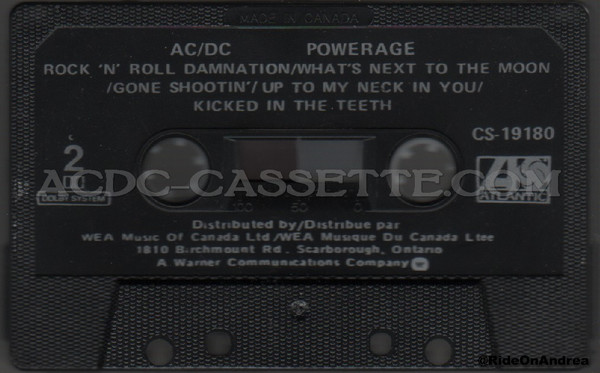 MADE IN CANADA
AC/DC POWERAGE
ROCK 'N' ROLL DAMNATION/WHAT'S NEXT TO THE MOON
/GONE SHOOTIN'/UP TO MY NECK IN YOU/
KICKED IN THE TEETH
CS-19180
2
ACDC-CASSETTE.COM
DOLBY SYSTEM
ATLANTIC
100 50 0
Distributed by/Distribue par
WEA Music Of Canada Ltd/WEA Musique Du Canada Ltee
1810 Birchmount Rd., Scarborough, Ontario
A Warner Communications Company
©RideOnAndrea